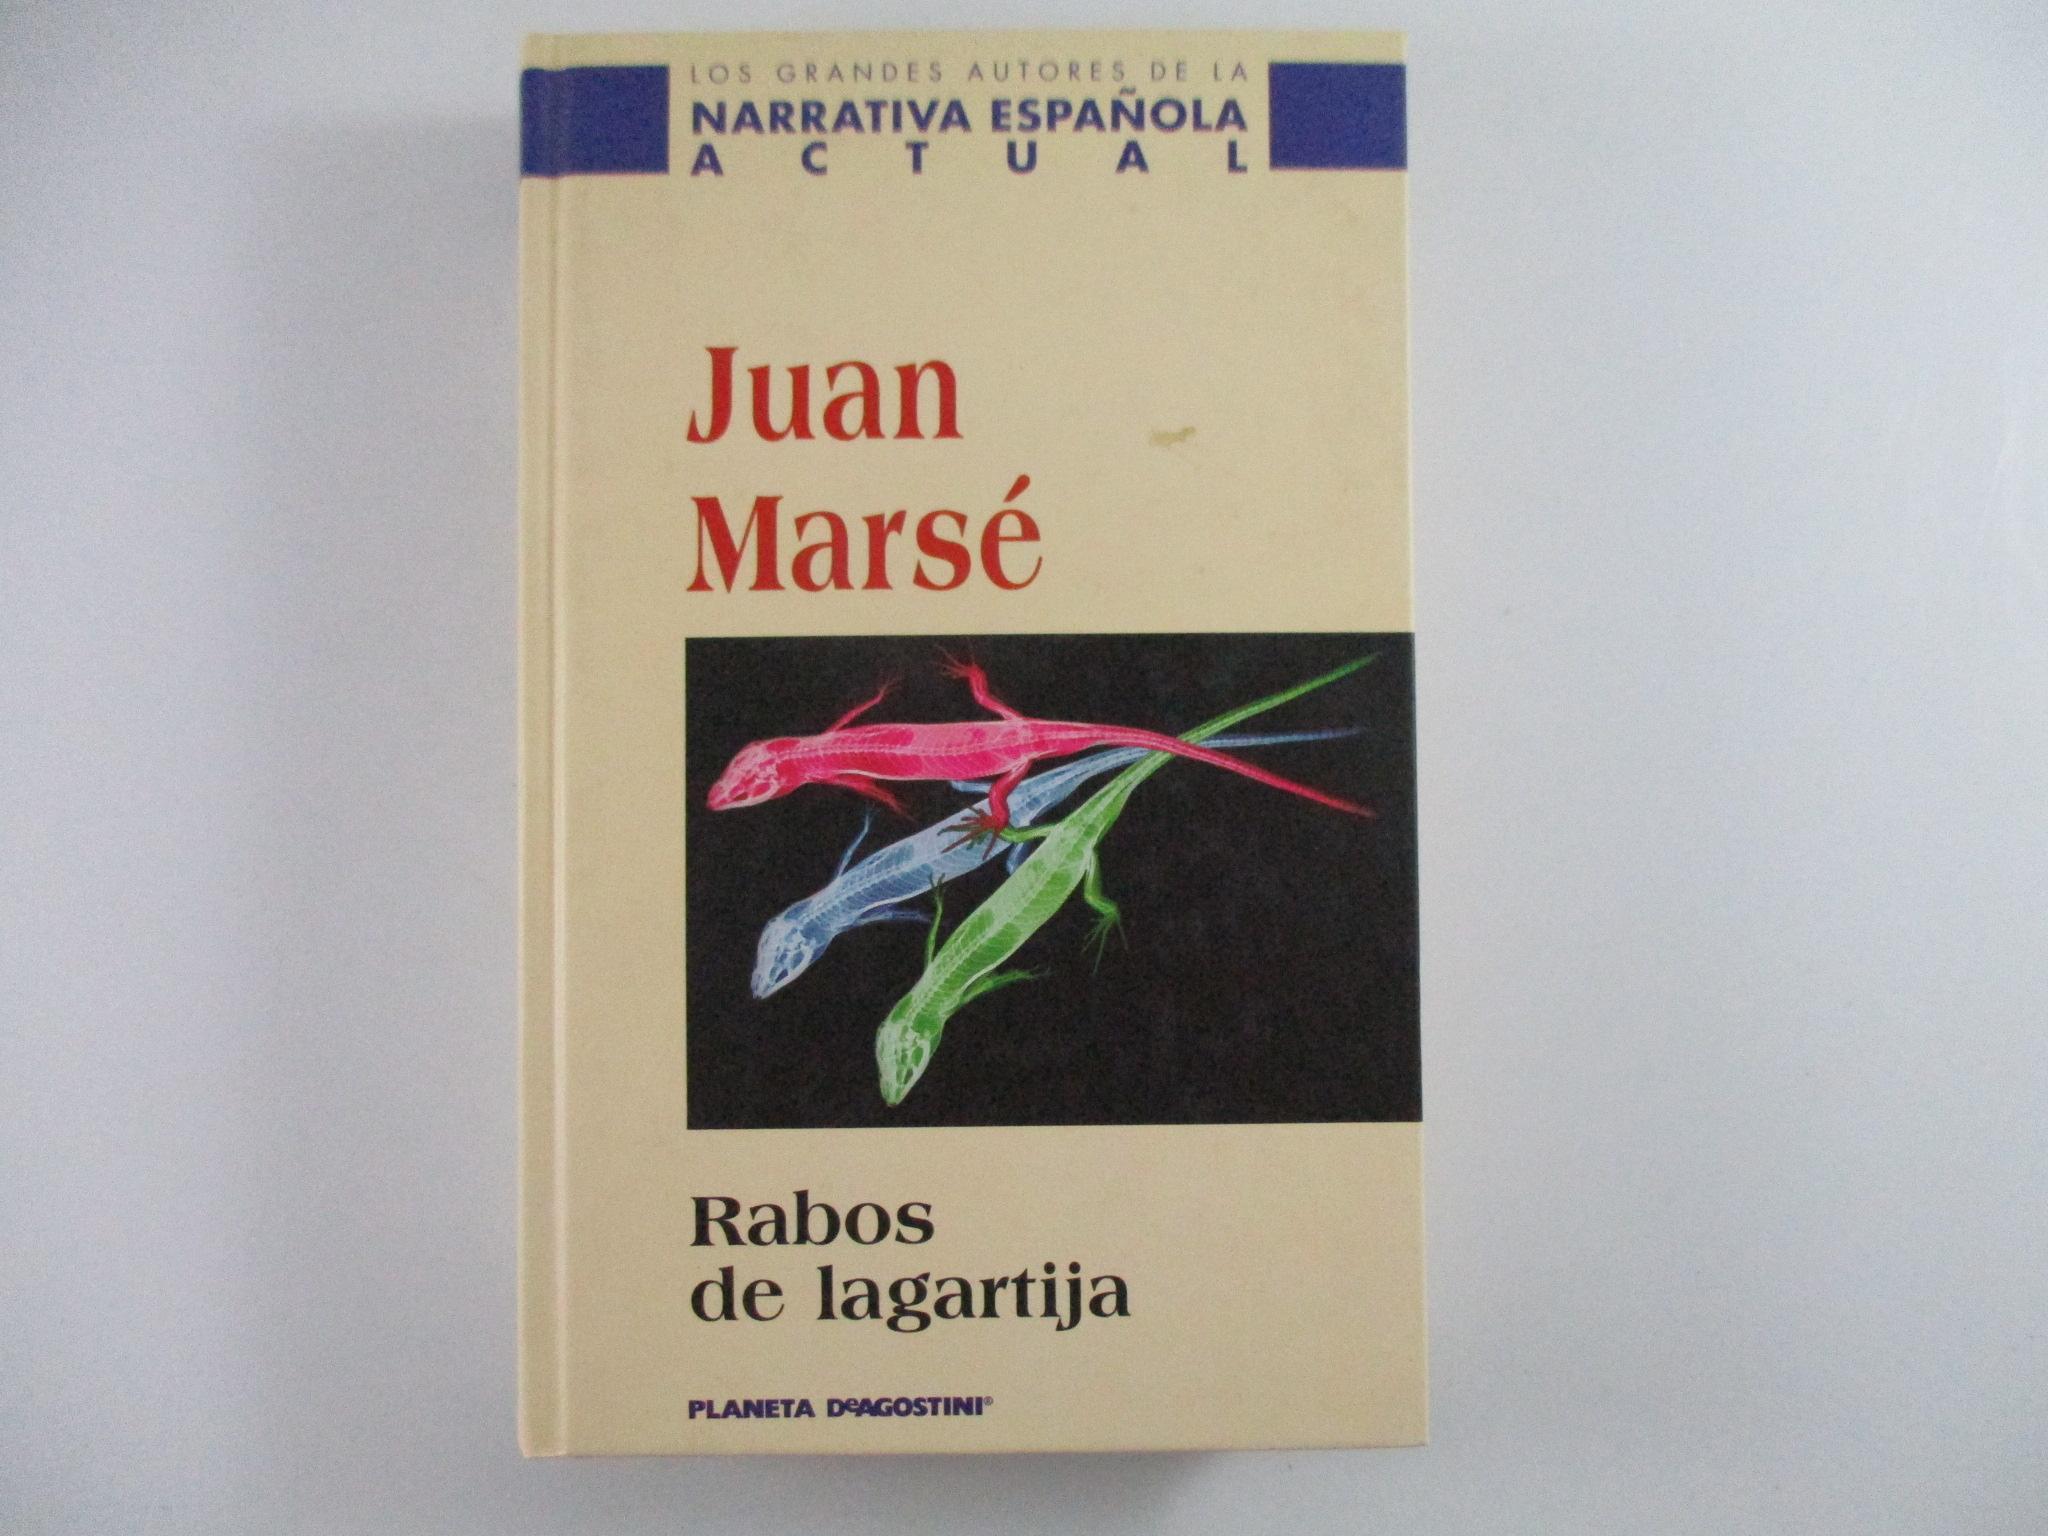 LOS GRANDES AUTORES DE LA
NARRATIVA ESPAÑOLA
ACTUAL
Juan
Marsé
Rabos
de lagartija
PLANETA DeAGOSTINI®